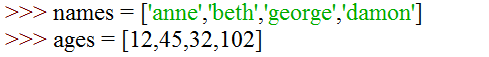 >>> names = ['anne','beth','george','damon']
>>> ages = [12,45,32,102]